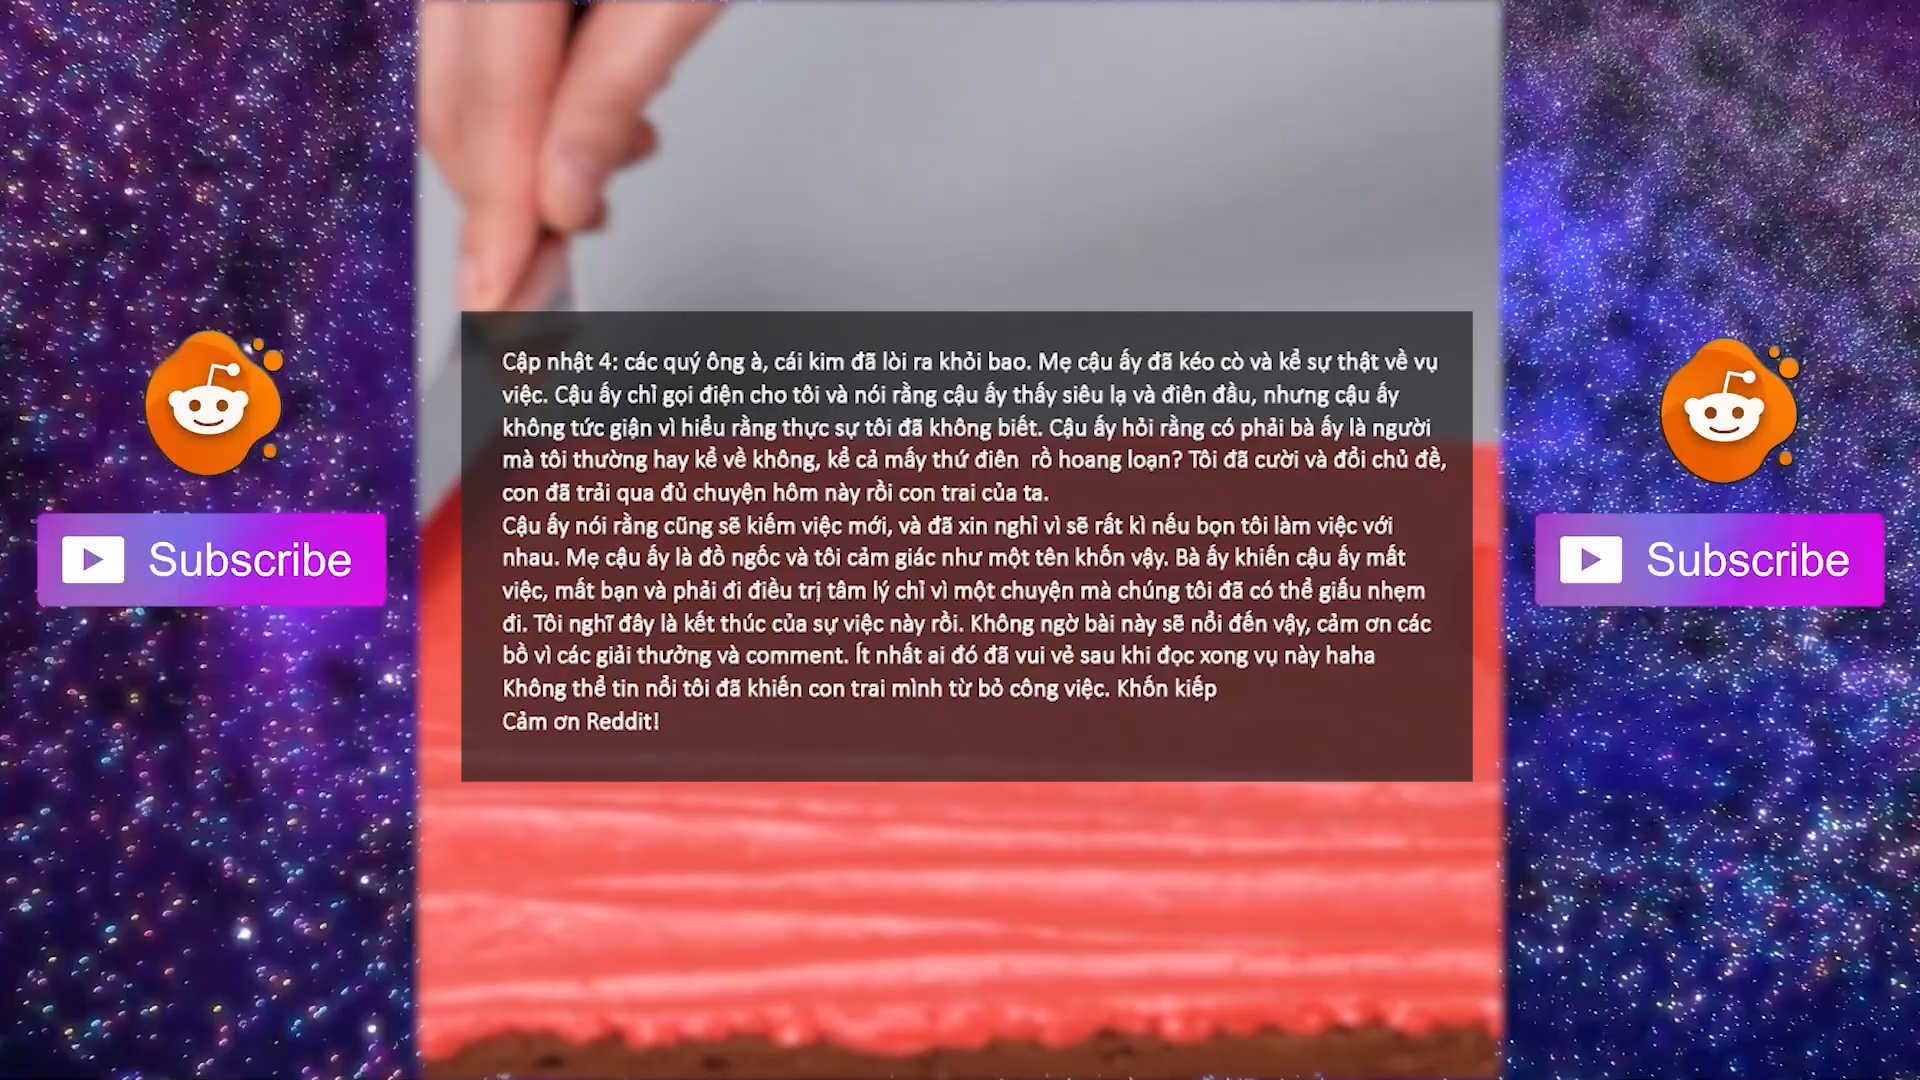 Cập nhật 4: các quý ông à, cái kim đã lòi ra khỏi bao. Mẹ cậu ấy đã kéo cò và kể sự thật về vụ
việc. Cậu ấy chỉ gọi điện cho tôi và nói rằng cậu ấy thấy siêu lạ và điên đầu, nhưng cậu ấy
không tức giận vì hiểu rằng thực sự tôi đã không biết. Cậu ấy hỏi rằng có phải bà ấy là người
mà tôi thường hay kể về không, kể cả mấy thứ điên  rồ hoang loạn? Tôi đã cười và đổi chủ đề,
con đã trải qua đủ chuyện hôm này rồi con trai của ta.
Cậu ấy nói rằng cũng sẽ kiếm việc mới, và đã xin nghỉ vì sẽ rất kì nếu bọn tôi làm việc với
nhau. Mẹ cậu ấy là đồ ngốc và tôi cảm giác như một tên khốn vậy. Bà ấy khiến cậu ấy mất
việc, mất bạn và phải đi điều trị tâm lý chỉ vì một chuyện mà chúng tôi đã có thể giấu nhẹm
đi. Tôi nghĩ đây là kết thúc của sự việc này rồi. Không ngờ bài này sẽ nổi đến vậy, cảm ơn các
bồ vì các giải thưởng và comment. Ít nhất ai đó đã vui vẻ sau khi đọc xong vụ này haha
Không thể tin nổi tôi đã khiến con trai mình từ bỏ công việc. Khốn kiếp
Cảm ơn Reddit!
Subscribe
Subscribe